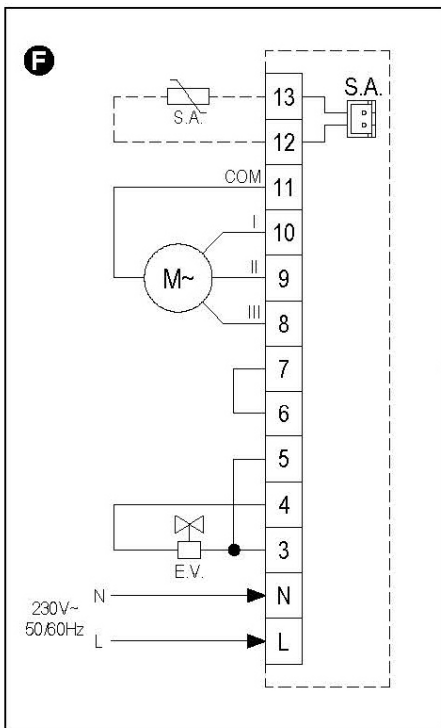 F
S.A.
13
S.A.
12
COM
11
I
10
M~
II
9
III
8
7
6
5
4
3
E.V.
230V~
50/60Hz
N
N
L
L